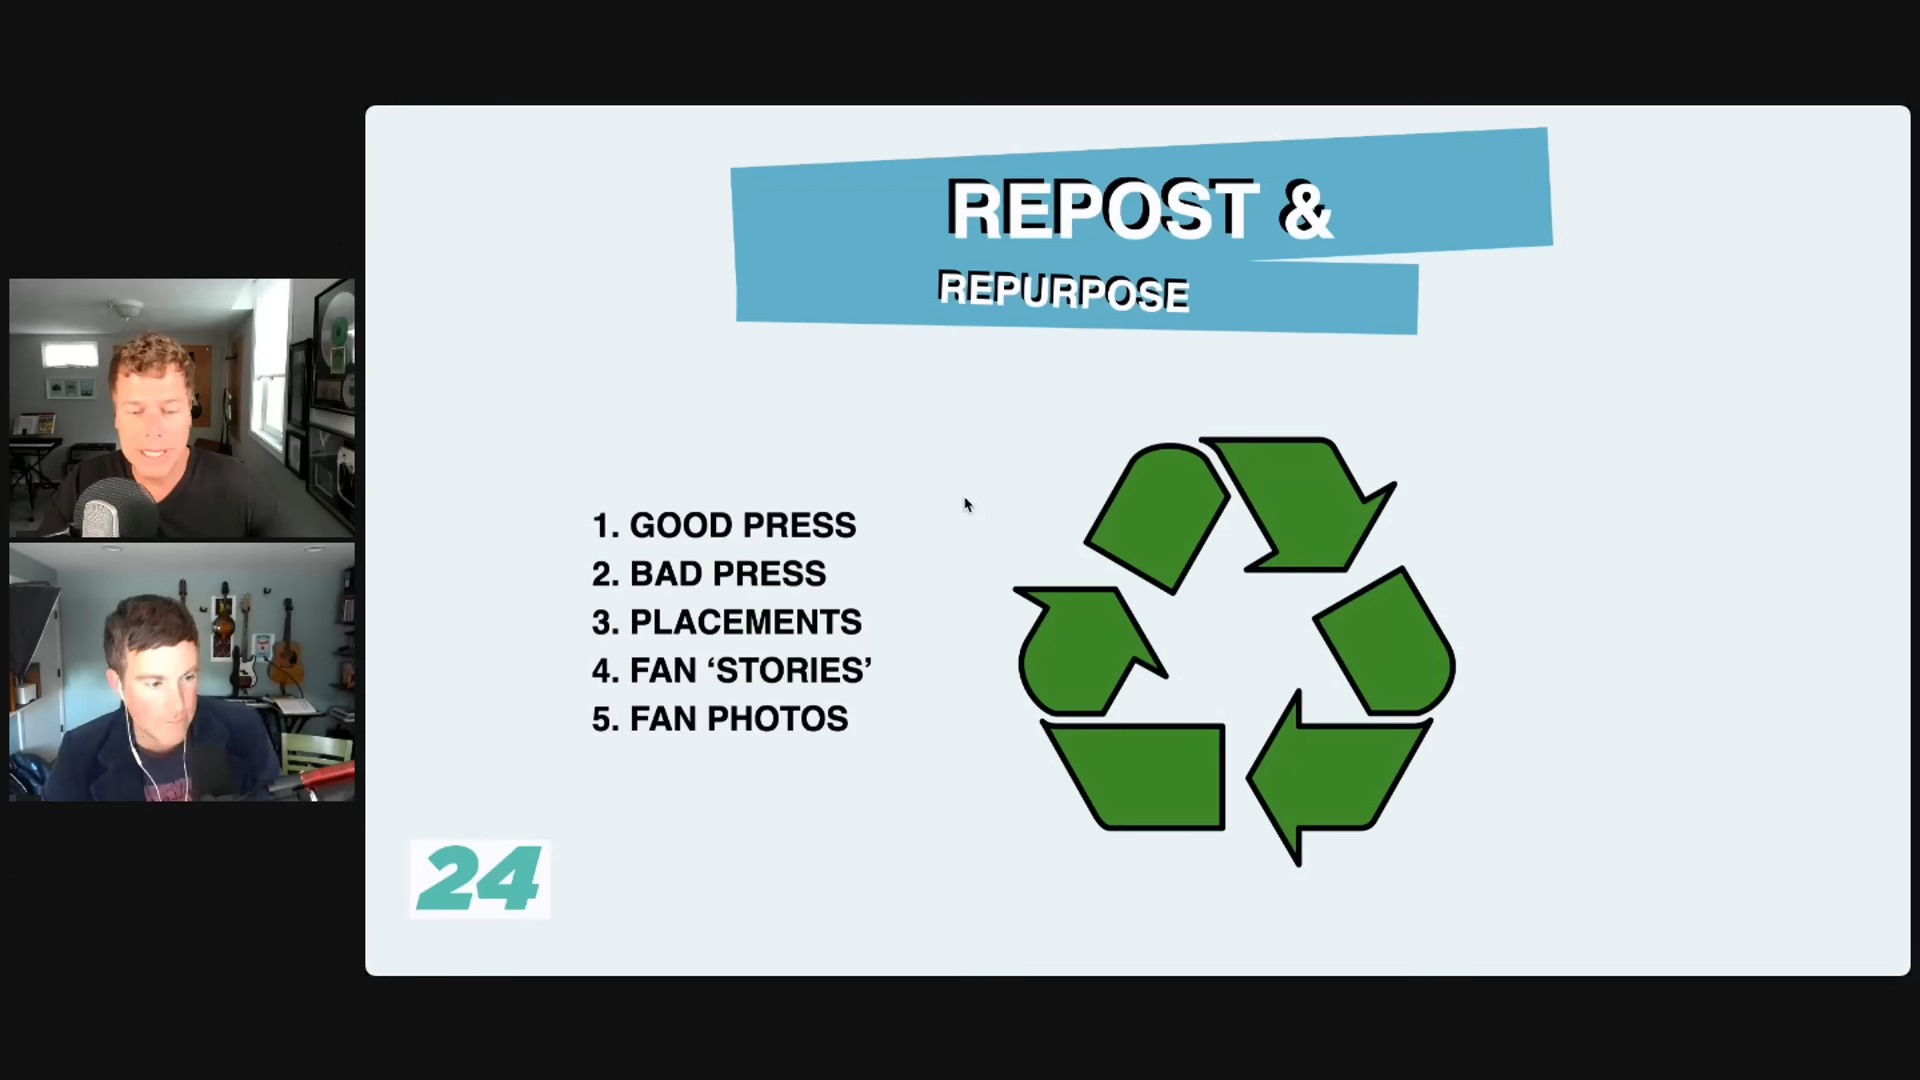 REPOST &
REPURPOSE
1. GOOD PRESS
2. BAD PRESS
3. PLACEMENTS
4. FAN ‘STORIES’
5. FAN PHOTOS
24